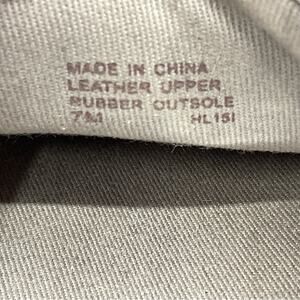 MADE IN CHINA
LEATHER UPPER
RUBBER OUTSOLE
7M HL151